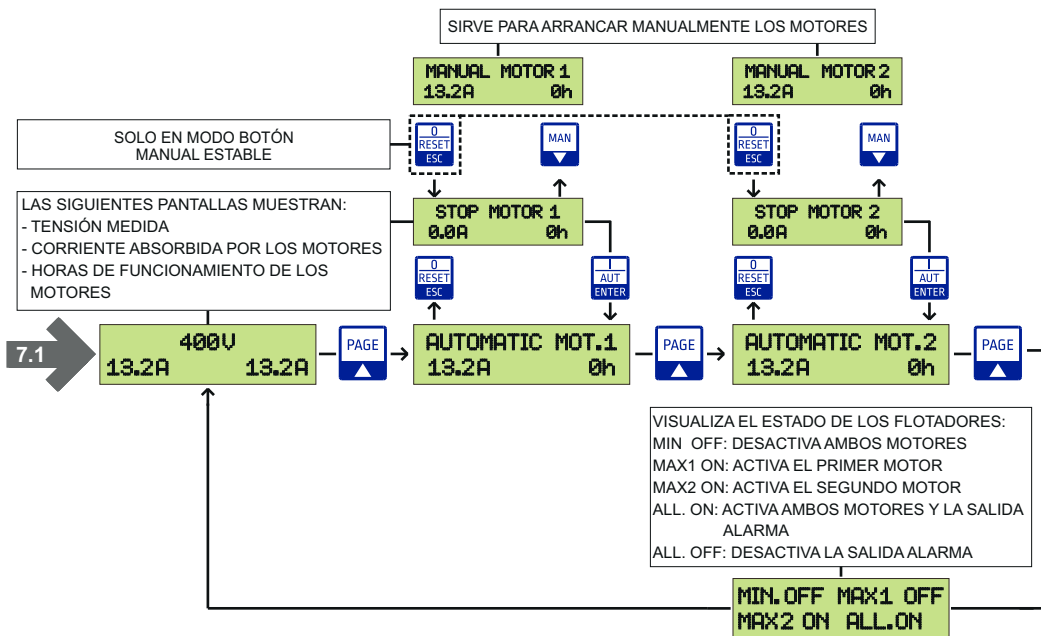 SIRVE PARA ARRANCAR MANUALMENTE LOS MOTORES
MANUAL MOTOR 1
13.2A 0h
MANUAL MOTOR 2
13.2A 0h
SOLO EN MODO BOTÓN
MANUAL ESTABLE
0
RESET
ESC
MAN
0
RESET
ESC
MAN
LAS SIGUIENTES PANTALLAS MUESTRAN:
- TENSIÓN MEDIDA
- CORRIENTE ABSORBIDA POR LOS MOTORES
- HORAS DE FUNCIONAMIENTO DE LOS
MOTORES
STOP MOTOR 1
0.0A 0h
STOP MOTOR 2
0.0A 0h
0
RESET
ESC
I
AUT
ENTER
0
RESET
ESC
I
AUT
ENTER
7.1
400V
13.2A 13.2A
PAGE
AUTOMATIC MOT.1
13.2A 0h
PAGE
AUTOMATIC MOT.2
13.2A 0h
PAGE
VISUALIZA EL ESTADO DE LOS FLOTADORES:
MIN OFF: DESACTIVA AMBOS MOTORES
MAX1 ON: ACTIVA EL PRIMER MOTOR
MAX2 ON: ACTIVA EL SEGUNDO MOTOR
ALL. ON: ACTIVA AMBOS MOTORES Y LA SALIDA
ALARMA
ALL. OFF: DESACTIVA LA SALIDA ALARMA
MIN.OFF MAX1 OFF
MAX2 ON ALL.ON